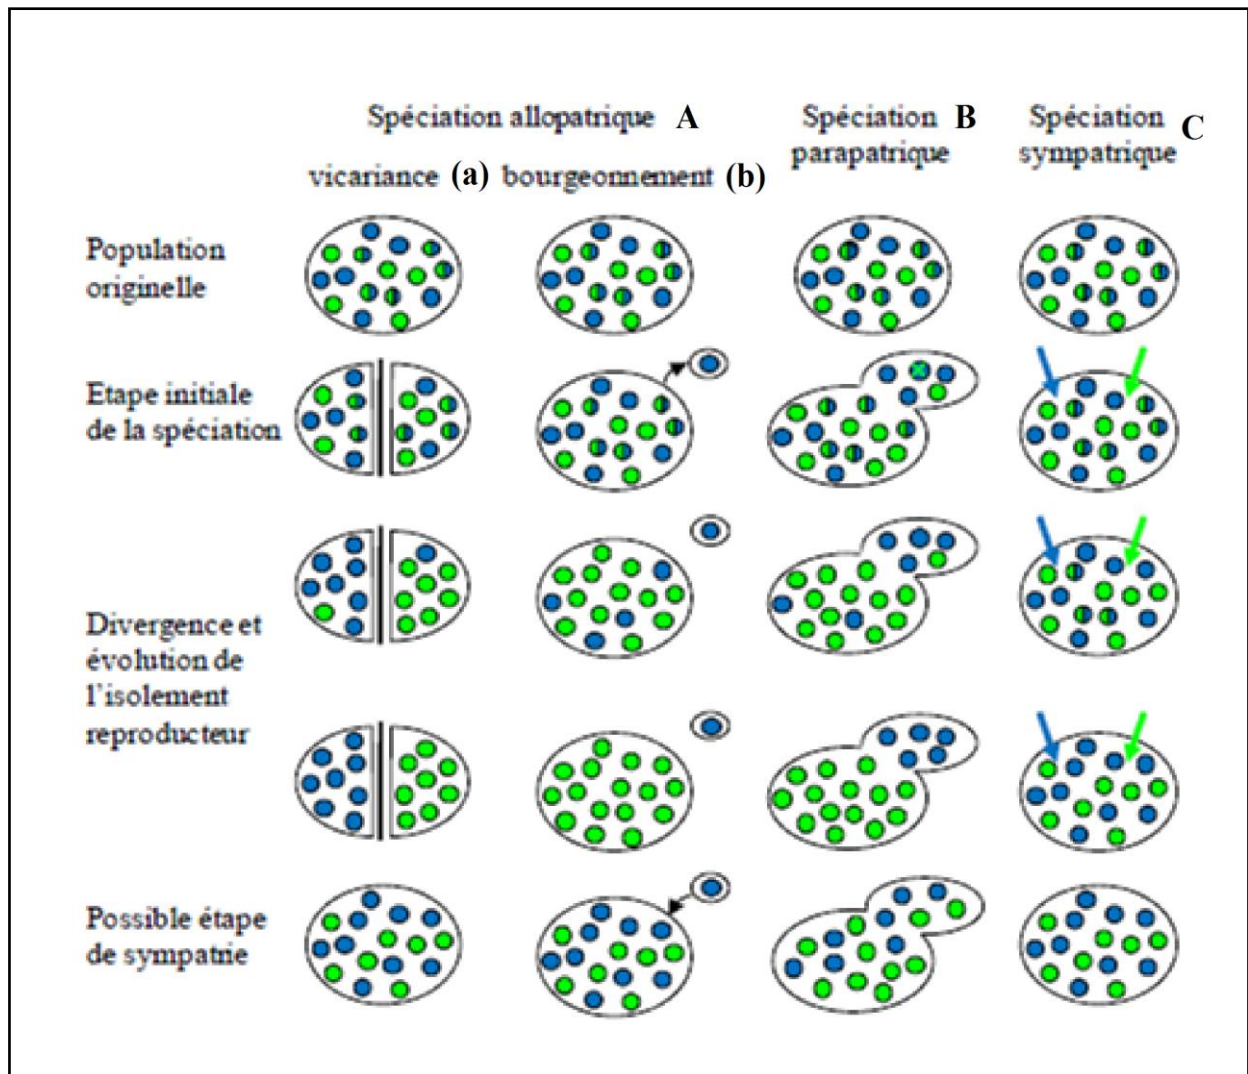 Spéciation allopatrique A
vicariance (a) bourgeonnement (b)
Spéciation B
parapatrique
Spéciation C
sympatrique
Population
originelle
Etape initiale
de la spéciation
Divergence et
évolution de
l'isolement
reproducteur
Possible étape
de sympatrie